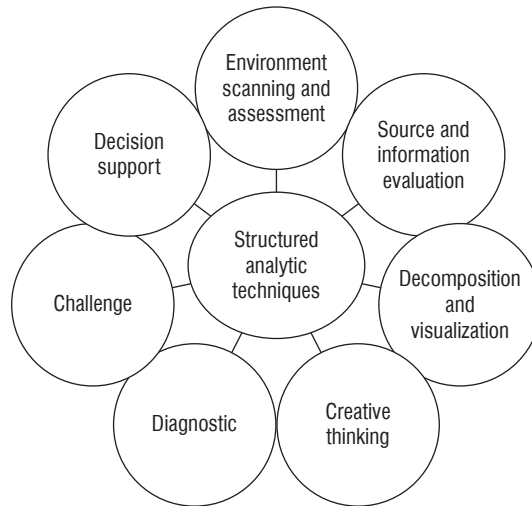 Environment
scanning and
assessment
Source and
information
evaluation
Decomposition
and
visualization
Creative
thinking
Diagnostic
Challenge
Decision
support
Structured
analytic
techniques